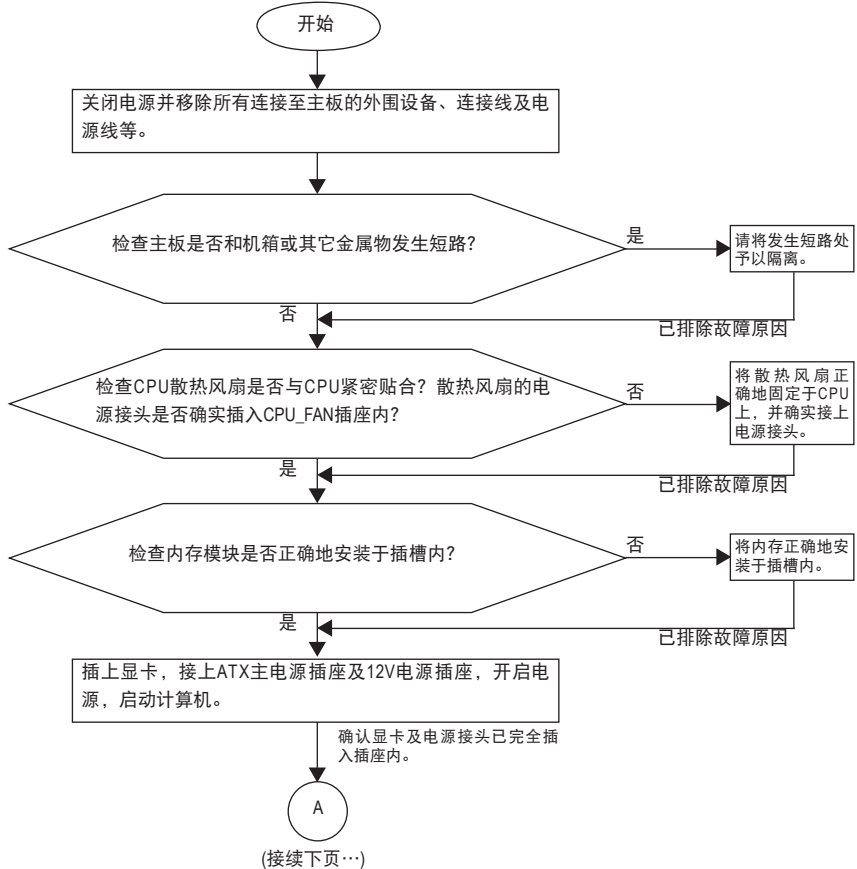 开始
关闭电源并移除所有连接至主板的外围设备、连接线及电
源线等。
检查主板是否和机箱或其它金属物发生短路？
是
请将发生短路处
予以隔离。
否
已排除故障原因
检查CPU散热风扇是否与CPU紧密贴合？散热风扇的电
源接头是否确实插入CPU_FAN插座内？
否
将散热风扇正
确地固定于CPU
上，并确实接上
电源接头。
是
已排除故障原因
检查内存模块是否正确地安装于插槽内？
否
将内存正确地安
装于插槽内。
是
已排除故障原因
插上显卡，接上ATX主电源插座及12V电源插座，开启电
源，启动计算机。
确认显卡及电源接头已完全插
入插座内。
A
(接续下页…)